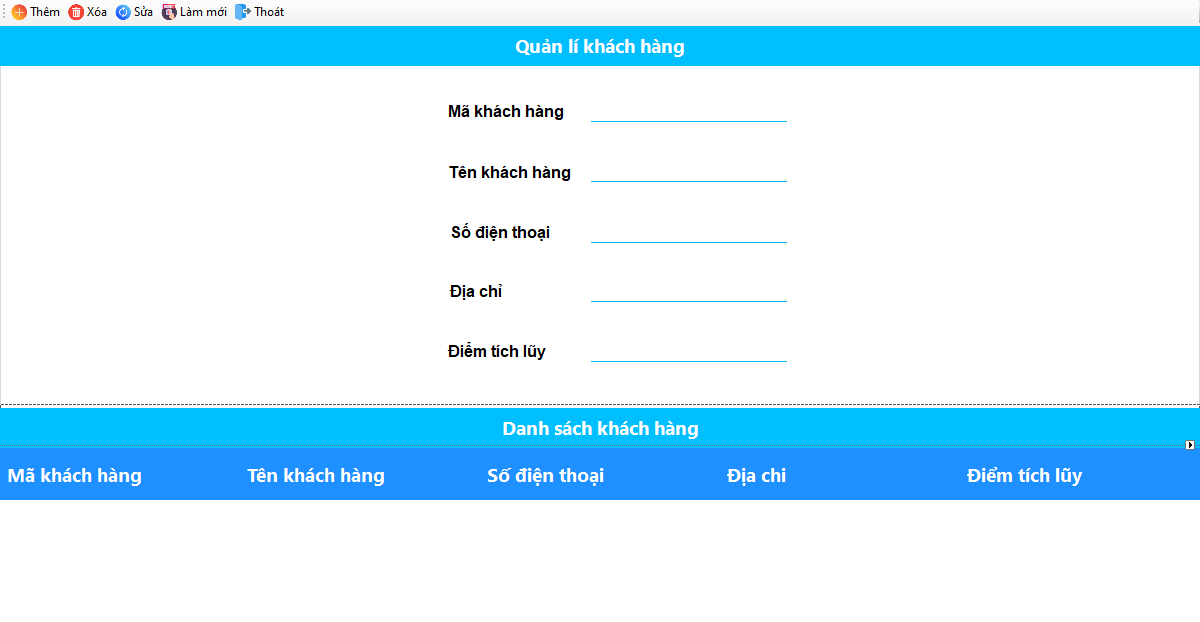 Thêm Xóa Sửa Làm mới Thoát
Quản lí khách hàng
Mã khách hàng
Tên khách hàng
Số điện thoại
Địa chỉ
Điểm tích lũy
Danh sách khách hàng
Mã khách hàng Tên khách hàng Số điện thoại Địa chi Điểm tích lũy